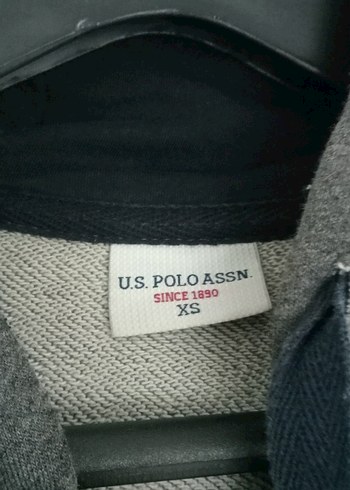 U.S. POLO ASSN.
SINCE 1890
XS